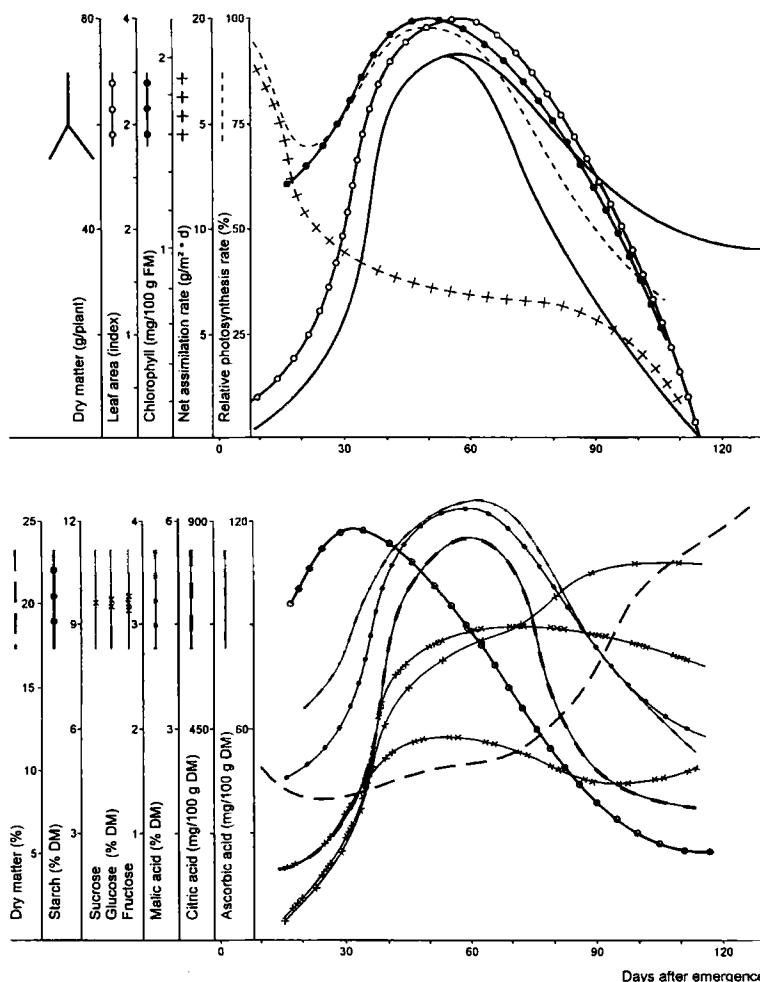 80
40
Dry matter (g/plant)
4
3
2
1
Leaf area (index)
2
1
Chlorophyll (mg/100 g FM)
20
5
10
5
Net assimilation rate (g/m² * d)
100
75
50
25
Relative photosynthesis rate (%)
0 30 60 90 120
25
20
15
10
5
Dry matter (%)
12
9
6
3
Starch (% DM)
4
3
2
1
Sucrose
Glucose (% DM)
Fructose
6
3
Malic acid (% DM)
900
450
Citric acid (mg/100 g DM)
120
60
Ascorbic acid (mg/100 g DM)
0 30 60 90 120
Days after emergence